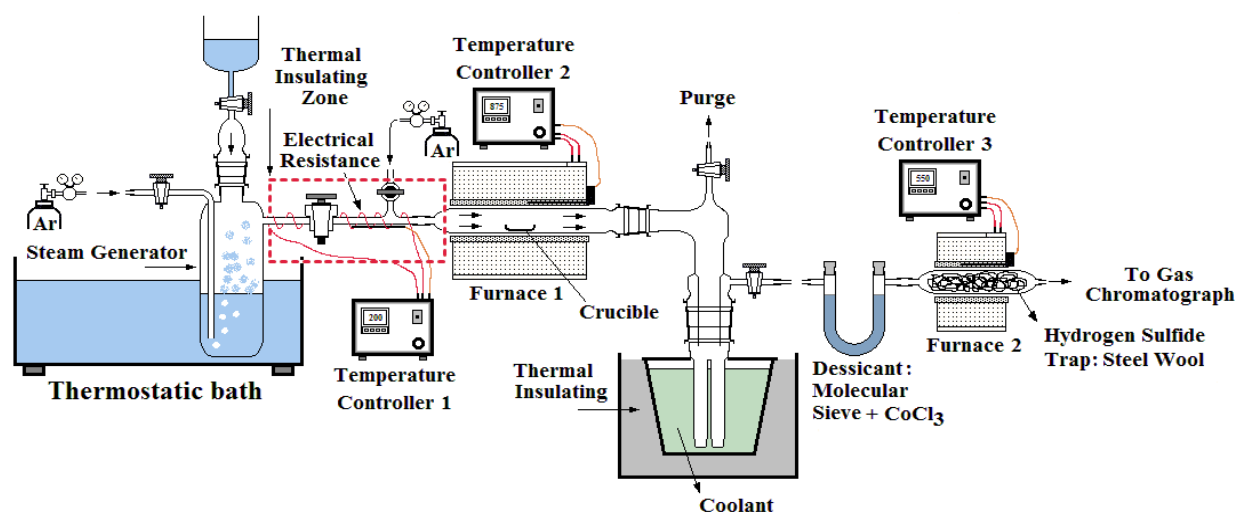 Thermal
Insulating
Zone
Electrical
Resistance
Ar
Temperature
Controller 2
875
Purge
Temperature
Controller 3
550
Ar
Steam Generator
Furnace 1
Crucible
200
Temperature
Controller 1
Thermostatic bath
Thermal
Insulating
Coolant
Dessicant:
Molecular
Sieve + CoCl3
Furnace 2
To Gas
Chromatograph
Hydrogen Sulfide
Trap: Steel Wool